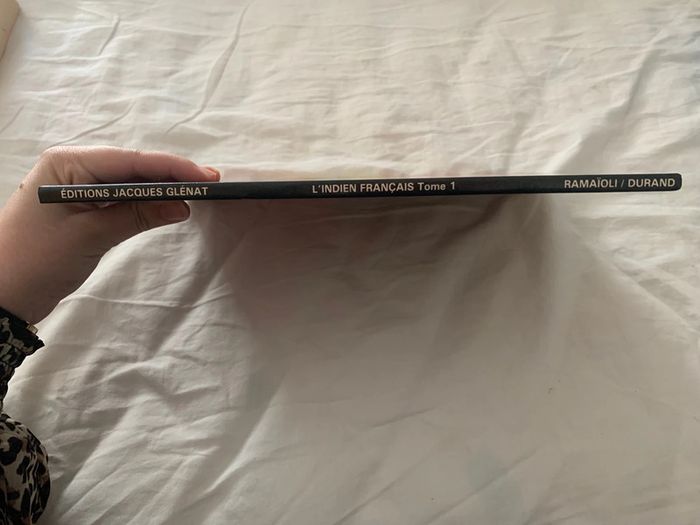 ÉDITIONS JACQUES GLÉNAT L'INDIEN FRANÇAIS Tome 1 RAMAÏOLI / DURAND